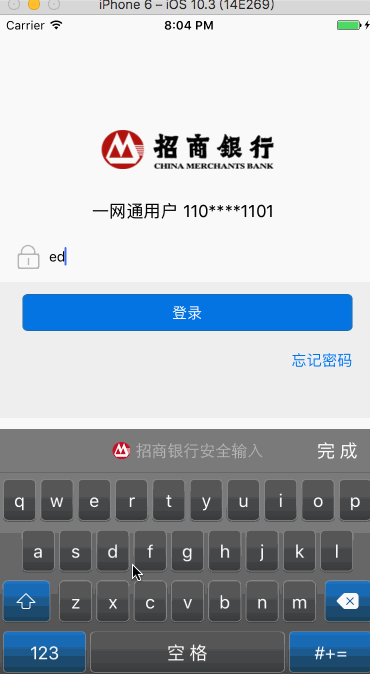 iPhone 6 – iOS 10.3 (14E269)
Carrier 8:04 PM
招商银行
CHINA MERCHANTS BANK
一网通用户 110****1101
ed
登录
忘记密码
招商银行安全输入 完成
q w e r t y u i o p
a s d f g h j k l
z x c v b n m
123 空格 #+=